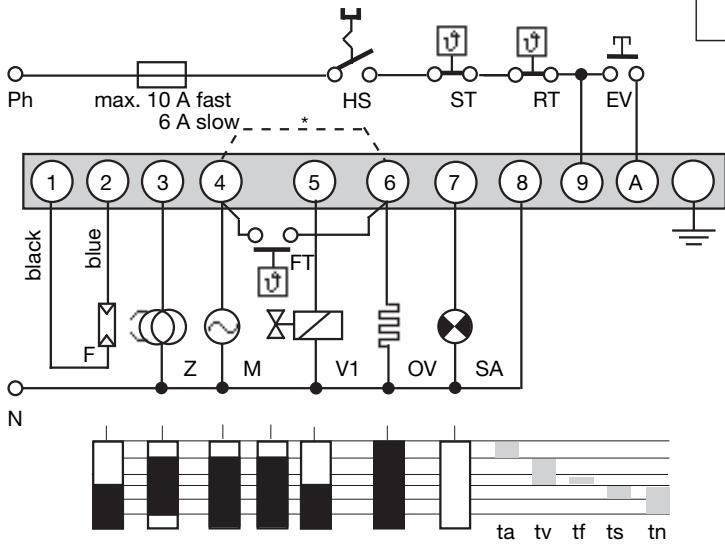 ϑ ϑ
Ph max. 10 A fast HS ST RT EV
6 A slow *
1 2 3 4 5 6 7 8 9 A
black blue
FT
ϑ
F Z M V1 OV SA
N
ta tv tf ts tn